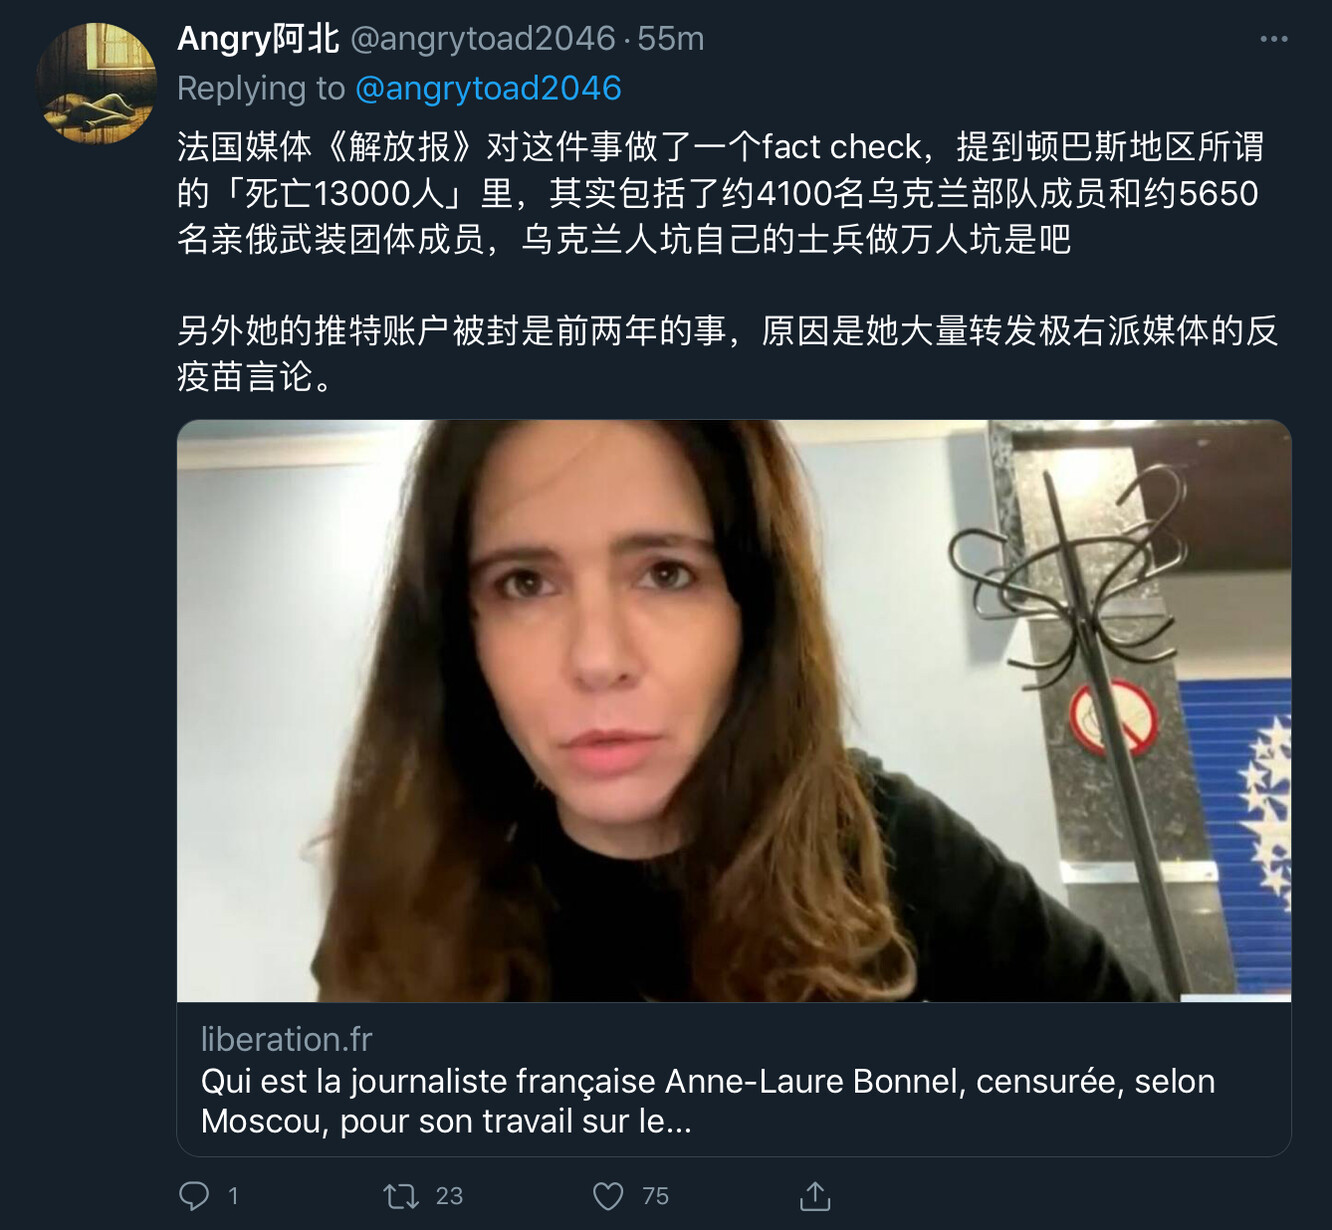 Angry阿北 @angrytoad2046 · 55m
Replying to @angrytoad2046
法国媒体《解放报》对这件事做了一个fact check，提到顿巴斯地区所谓
的「死亡13000人」里，其实包括了约4100名乌克兰部队成员和约5650
名亲俄武装团体成员，乌克兰人坑自己的士兵做万人坑是吧
另外她的推特账户被封是前两年的事，原因是她大量转发极右派媒体的反
疫苗言论。
liberation.fr
Qui est la journaliste française Anne-Laure Bonnel, censurée, selon
Moscou, pour son travail sur le...
1 23 75